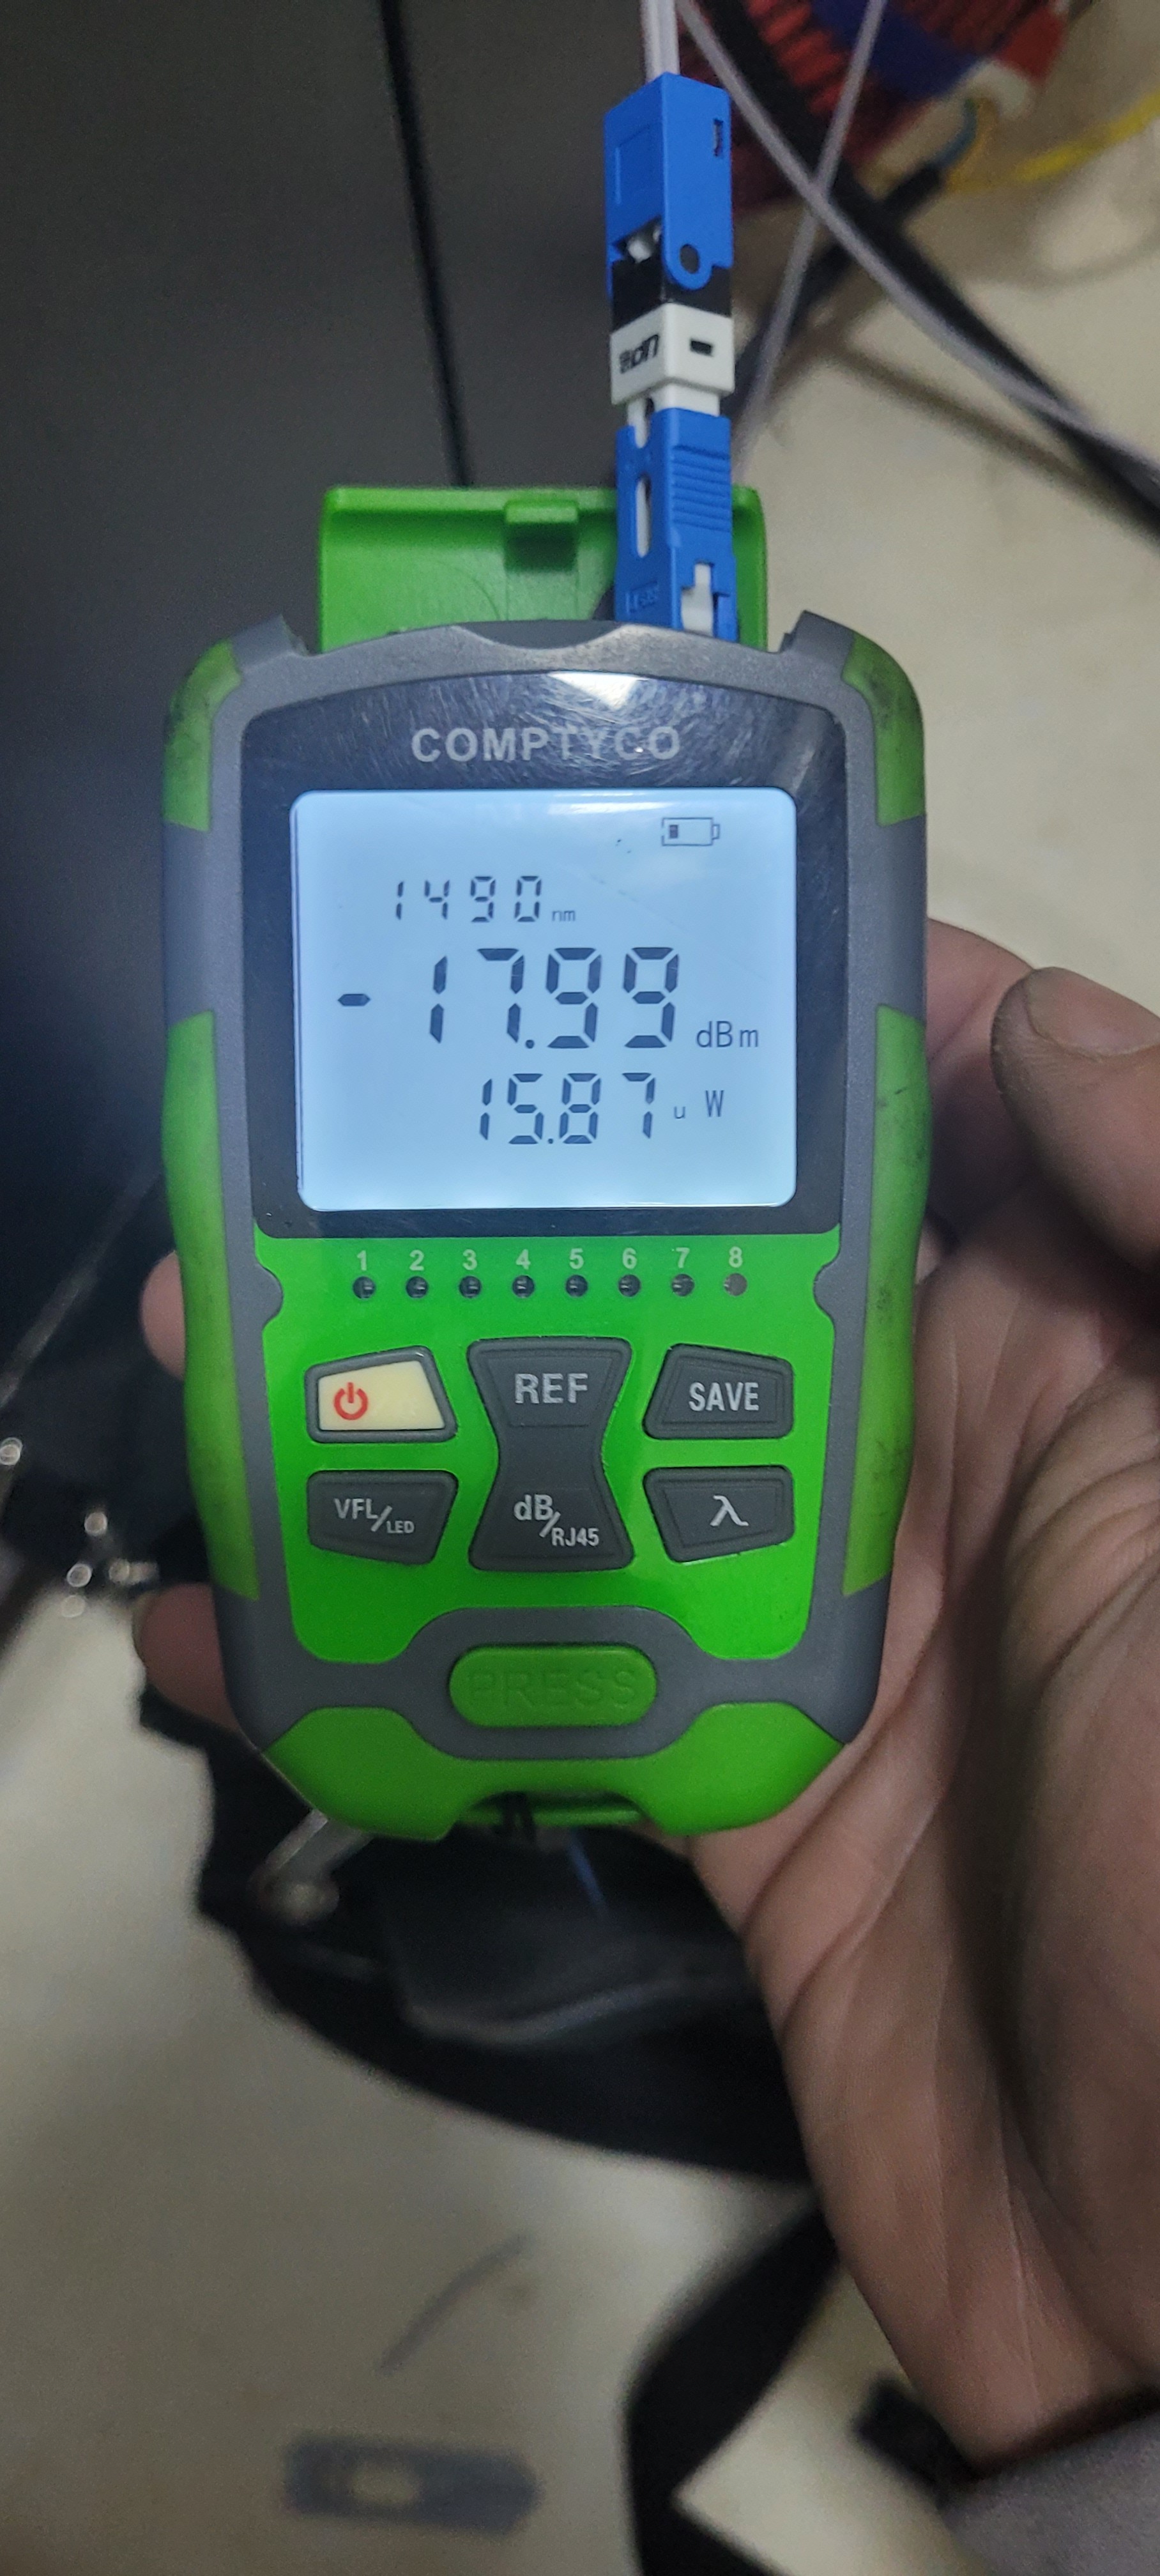 COMPTYCO
1490 nm
-17.99 dBm
15.87 u W
1 2 3 4 5 6 7 8
REF
SAVE
VFL/LED
dB/RJ45
λ
PRESS